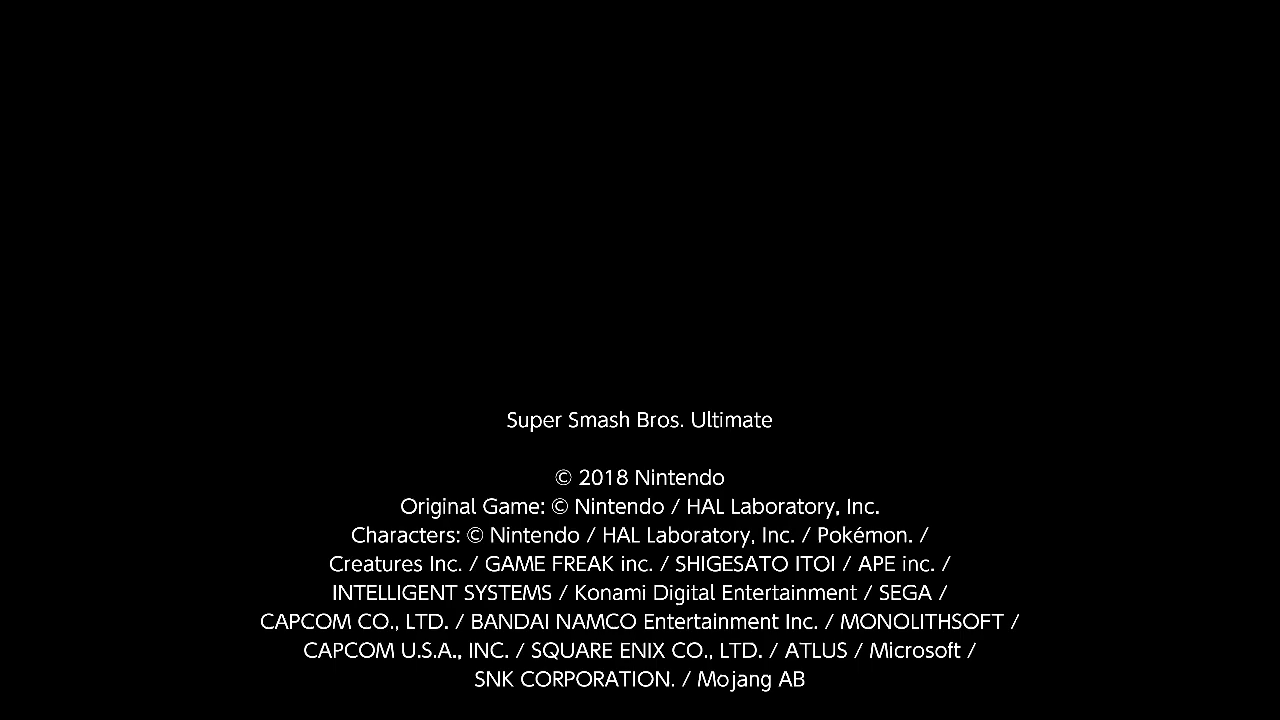 Super Smash Bros. Ultimate
© 2018 Nintendo
Original Game: © Nintendo / HAL Laboratory, Inc.
Characters: © Nintendo / HAL Laboratory, Inc. / Pokémon. /
Creatures Inc. / GAME FREAK inc. / SHIGESATO ITOI / APE inc. /
INTELLIGENT SYSTEMS / Konami Digital Entertainment / SEGA /
CAPCOM CO., LTD. / BANDAI NAMCO Entertainment Inc. / MONOLITHSOFT /
CAPCOM U.S.A., INC. / SQUARE ENIX CO., LTD. / ATLUS / Microsoft /
SNK CORPORATION. / Mojang AB